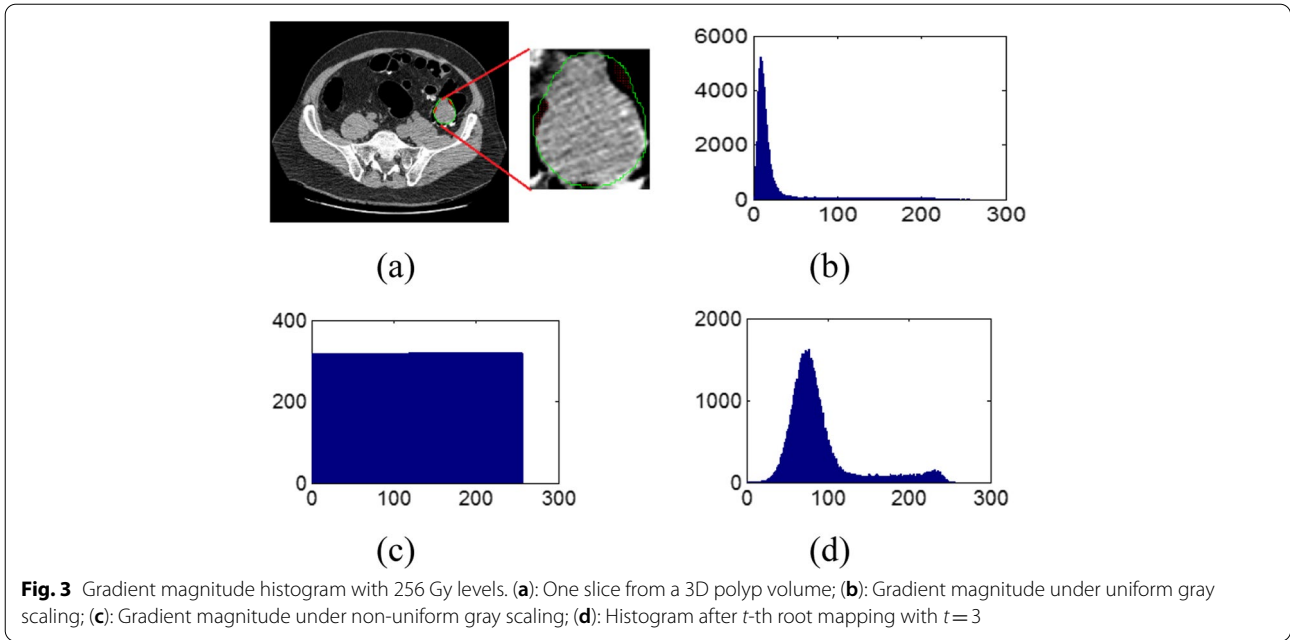 6000
4000
2000
0
0 100 200 300
(a)
(b)
400
200
0
0 100 200 300
2000
1000
0
0 100 200 300
(c)
(d)
Fig. 3 Gradient magnitude histogram with 256 Gy levels. (a): One slice from a 3D polyp volume; (b): Gradient magnitude under uniform gray
scaling; (c): Gradient magnitude under non-uniform gray scaling; (d): Histogram after t-th root mapping with t = 3